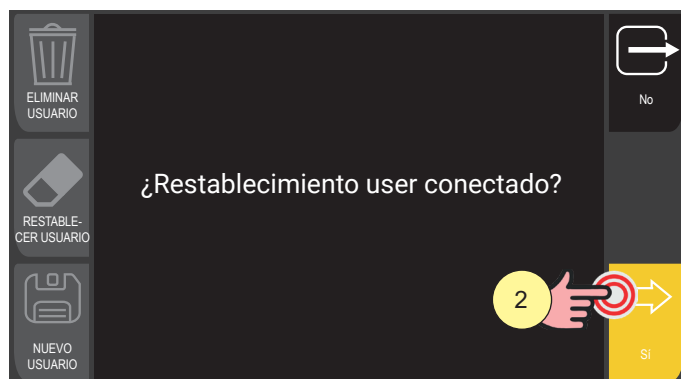 ELIMINAR
USUARIO
No
¿Restablecimiento user conectado?
RESTABLE-
CER USUARIO
2
NUEVO
USUARIO
Sí